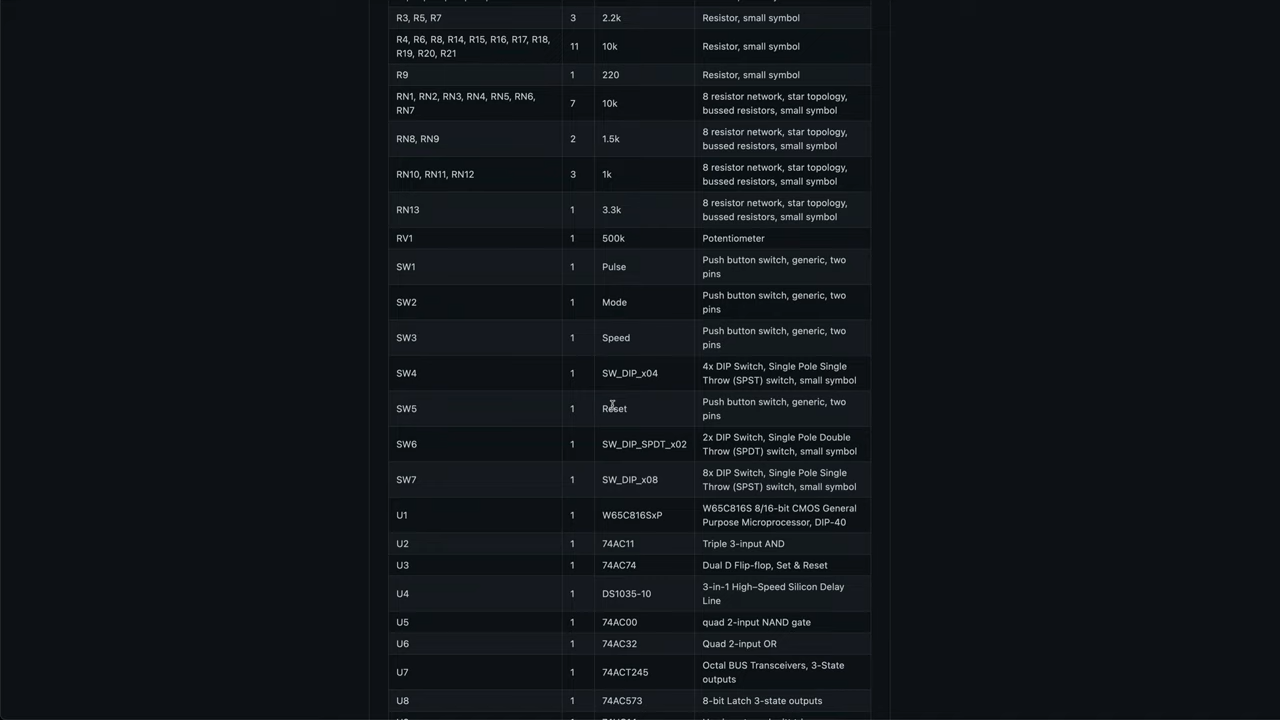 R3, R5, R7 3 2.2k Resistor, small symbol
R4, R6, R8, R14, R15, R16, R17, R18,
R19, R20, R21 11 10k Resistor, small symbol
R9 1 220 Resistor, small symbol
RN1, RN2, RN3, RN4, RN5, RN6,
RN7 7 10k 8 resistor network, star topology,
bussed resistors, small symbol
RN8, RN9 2 1.5k 8 resistor network, star topology,
bussed resistors, small symbol
RN10, RN11, RN12 3 1k 8 resistor network, star topology,
bussed resistors, small symbol
RN13 1 3.3k 8 resistor network, star topology,
bussed resistors, small symbol
RV1 1 500k Potentiometer
SW1 1 Pulse Push button switch, generic, two
pins
SW2 1 Mode Push button switch, generic, two
pins
SW3 1 Speed Push button switch, generic, two
pins
SW4 1 SW_DIP_x04 4x DIP Switch, Single Pole Single
Throw (SPST) switch, small symbol
SW5 1 Reset Push button switch, generic, two
pins
SW6 1 SW_DIP_SPDT_x02 2x DIP Switch, Single Pole Double
Throw (SPDT) switch, small symbol
SW7 1 SW_DIP_x08 8x DIP Switch, Single Pole Single
Throw (SPST) switch, small symbol
U1 1 W65C816SxP W65C816S 8/16-bit CMOS General
Purpose Microprocessor, DIP-40
U2 1 74AC11 Triple 3-input AND
U3 1 74AC74 Dual D Flip-flop, Set & Reset
U4 1 DS1035-10 3-in-1 High–Speed Silicon Delay
Line
U5 1 74AC00 quad 2-input NAND gate
U6 1 74AC32 Quad 2-input OR
U7 1 74ACT245 Octal BUS Transceivers, 3-State
outputs
U8 1 74AC573 8-bit Latch 3-state outputs